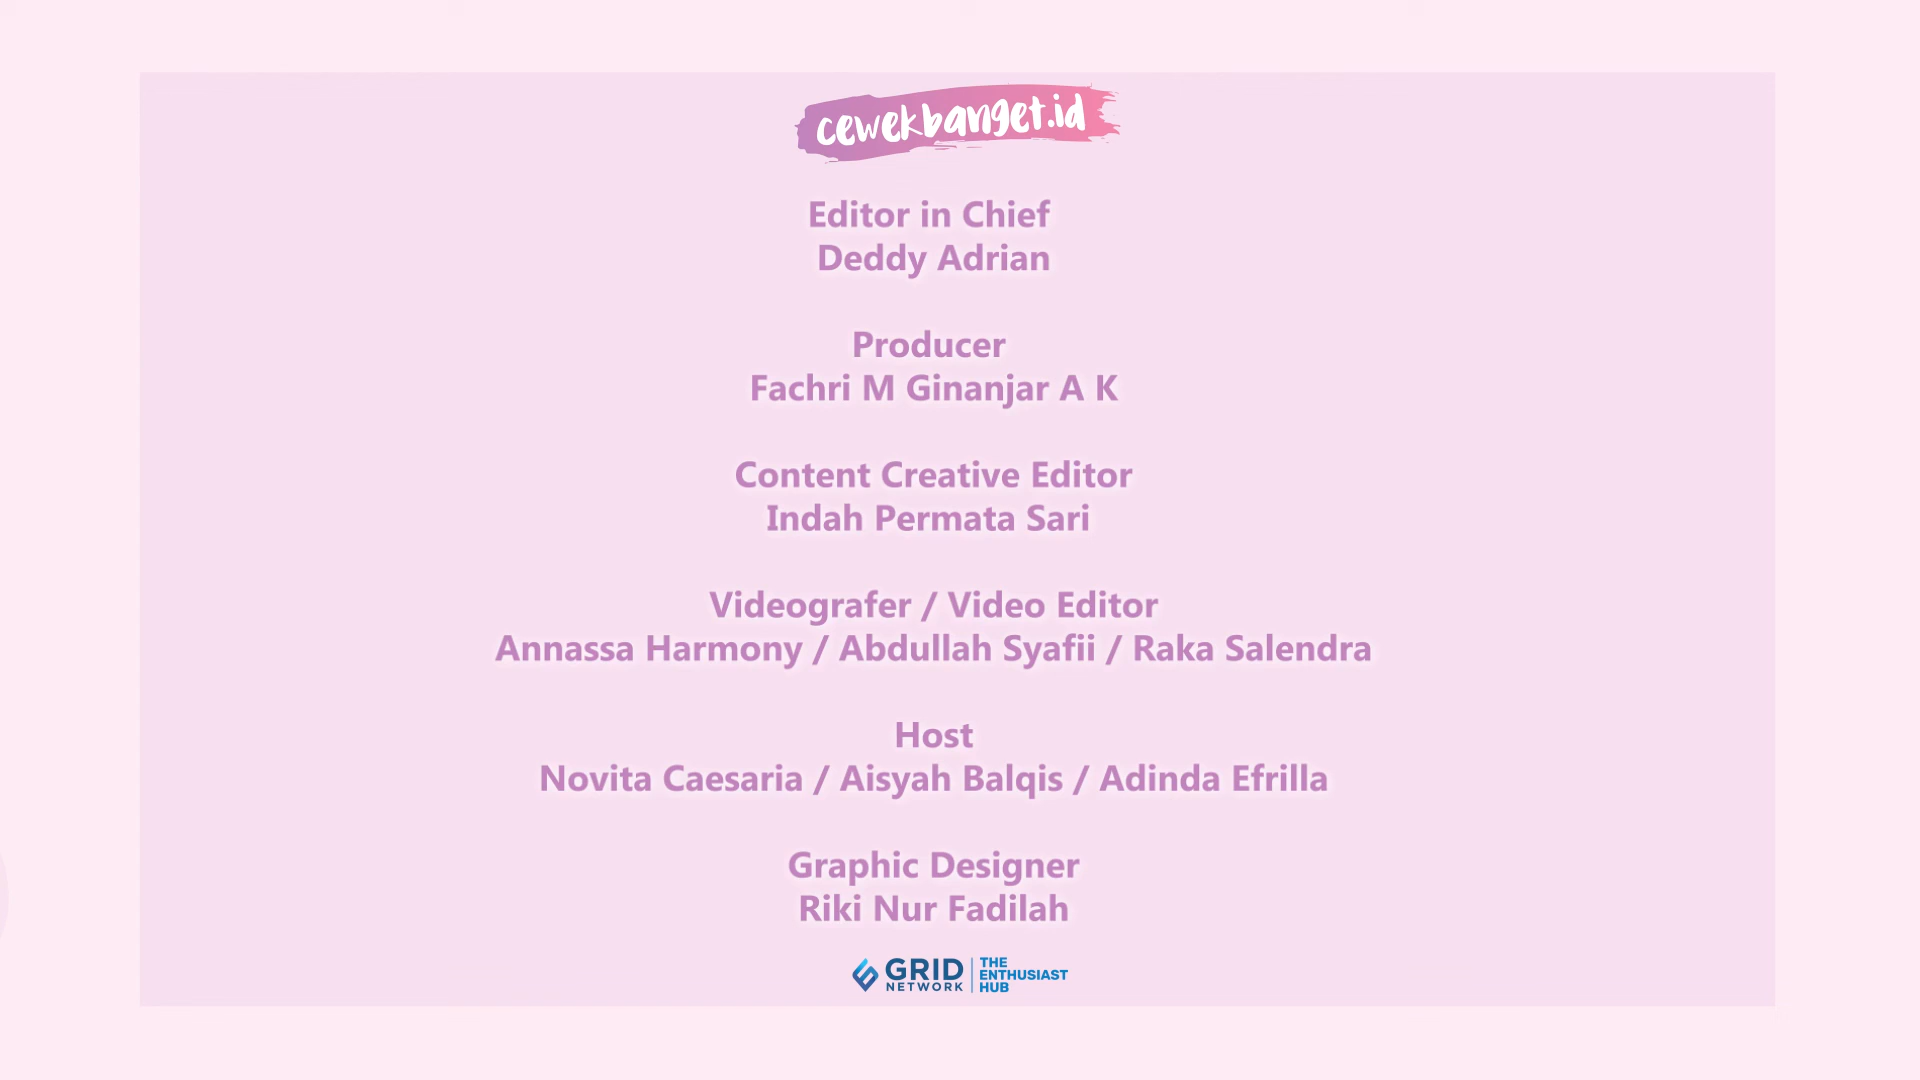 cewekbanget.id
Editor in Chief
Deddy Adrian
Producer
Fachri M Ginanjar A K
Content Creative Editor
Indah Permata Sari
Videografer / Video Editor
Annassa Harmony / Abdullah Syafii / Raka Salendra
Host
Novita Caesaria / Aisyah Balqis / Adinda Efrilla
Graphic Designer
Riki Nur Fadilah
GRID
NETWORK
THE
ENTHUSIAST
HUB